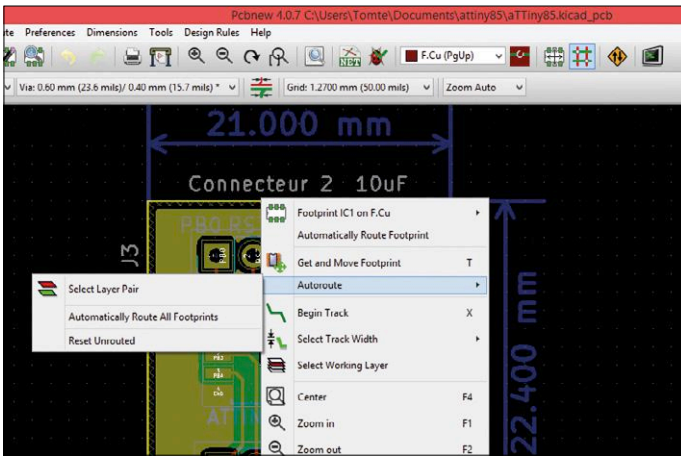 Pcbnew 4.0.7 C:\Users\Tomte\Documents\attiny85\aTTiny85.kicad_pcb
Preferences Dimensions Tools Design Rules Help
NET F.Cu (PgUp)
Via: 0.60 mm (23.6 mils)/ 0.40 mm (15.7 mils) * Grid: 1.2700 mm (50.00 mils) Zoom Auto
21.000 mm
Connecteur 2 10uF
PB0
J3
Footprint IC1 on F.Cu
Automatically Route Footprint
Get and Move Footprint T
Autoroute
Select Layer Pair
Automatically Route All Footprints
Reset Unrouted
Begin Track X
Select Track Width
Select Working Layer
Center F4
Zoom in F1
Zoom out F2
22.400 mm